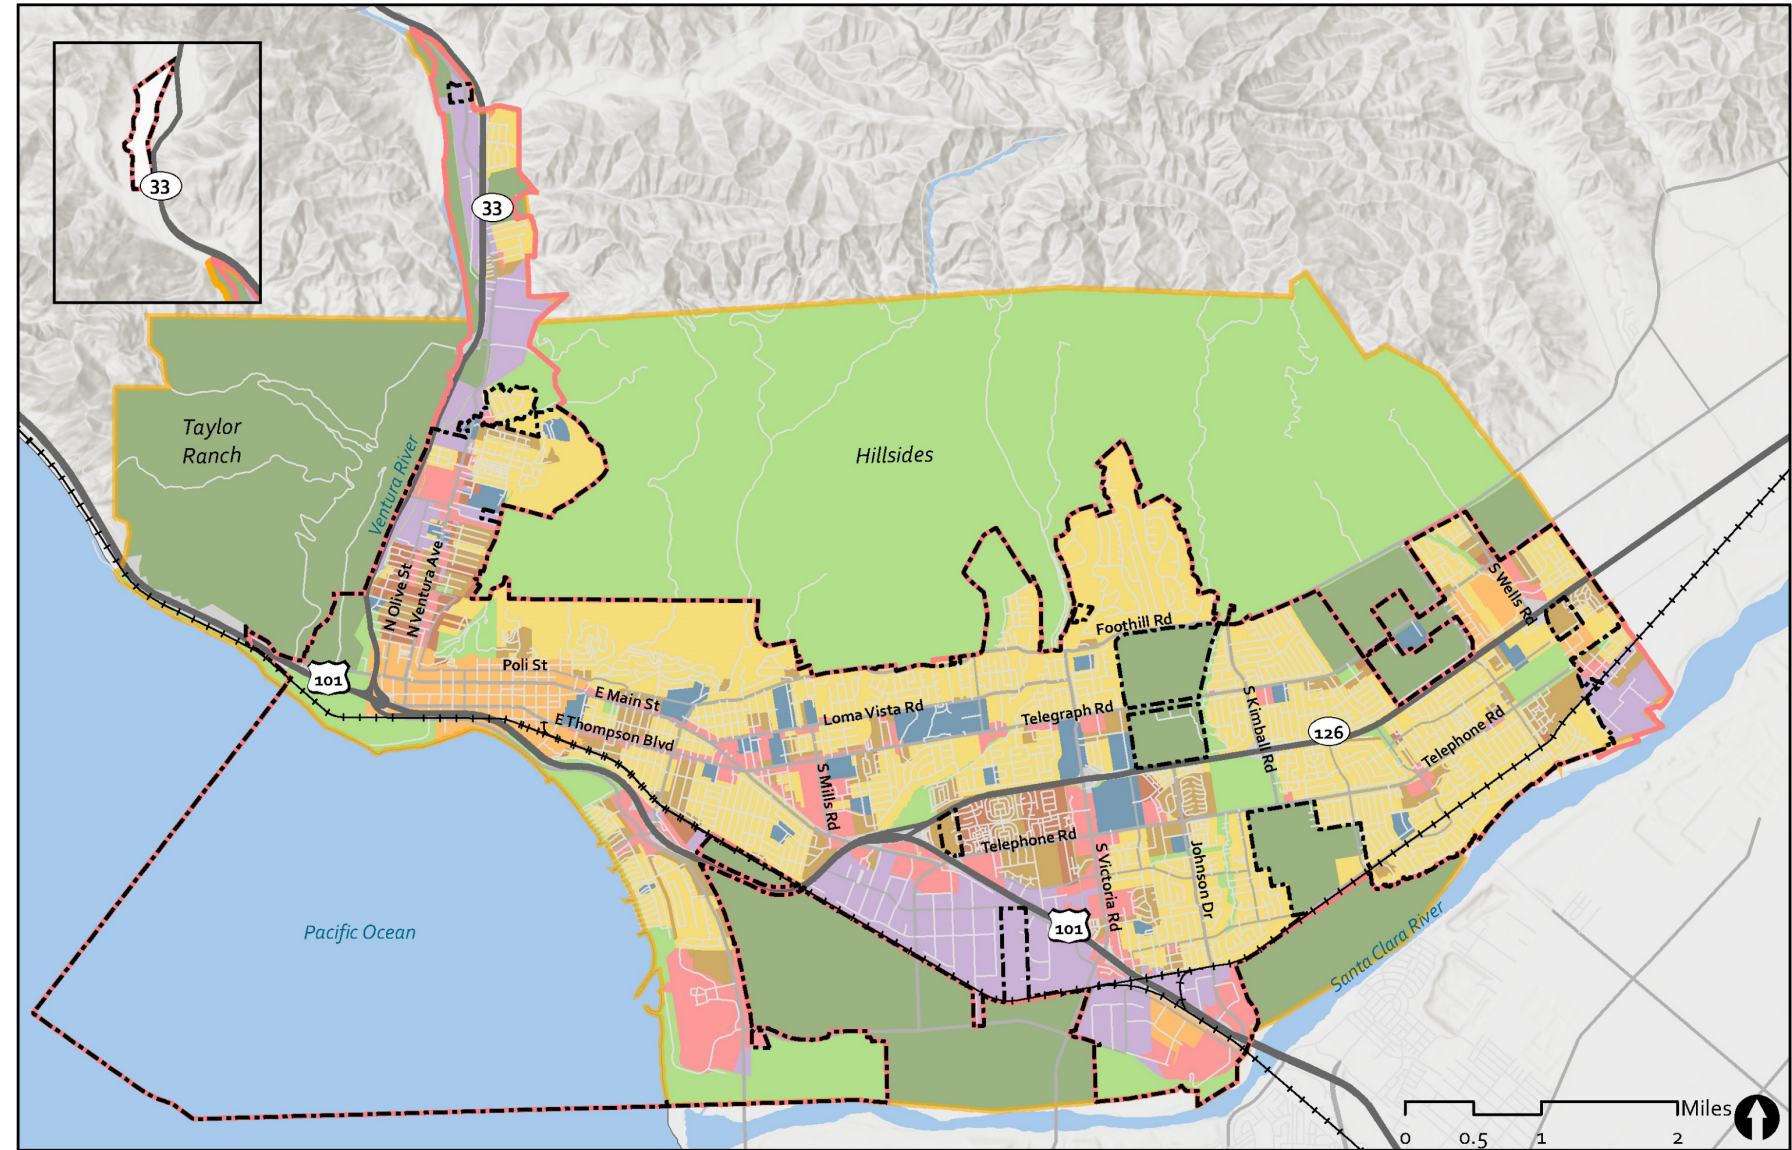 33
33
Taylor
Ranch
Ventura River
Hillsides
N Olive St
N Ventura Ave
S Wells Rd
Foothill Rd
Poli St
101
E Main St
Loma Vista Rd
Telegraph Rd
S Kimball Rd
E Thompson Blvd
126
Telephone Rd
S Mills Rd
Telephone Rd
S Victoria Rd
Johnson Dr
101
Pacific Ocean
Santa Clara River
Miles
0 0.5 1 2